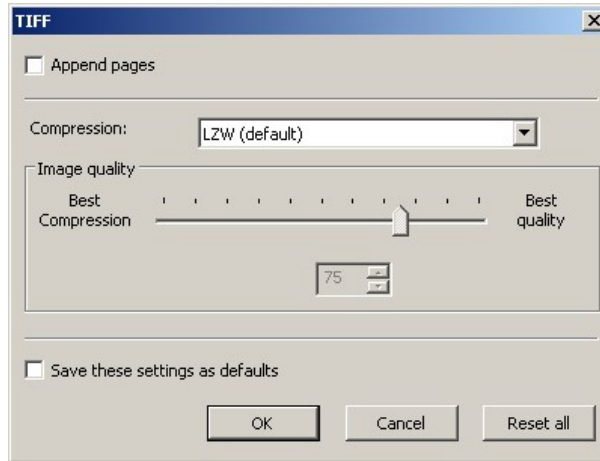 TIFF
Append pages
Compression: LZW (default)
Image quality
Best Compression
Best quality
75
Save these settings as defaults
OK Cancel Reset all